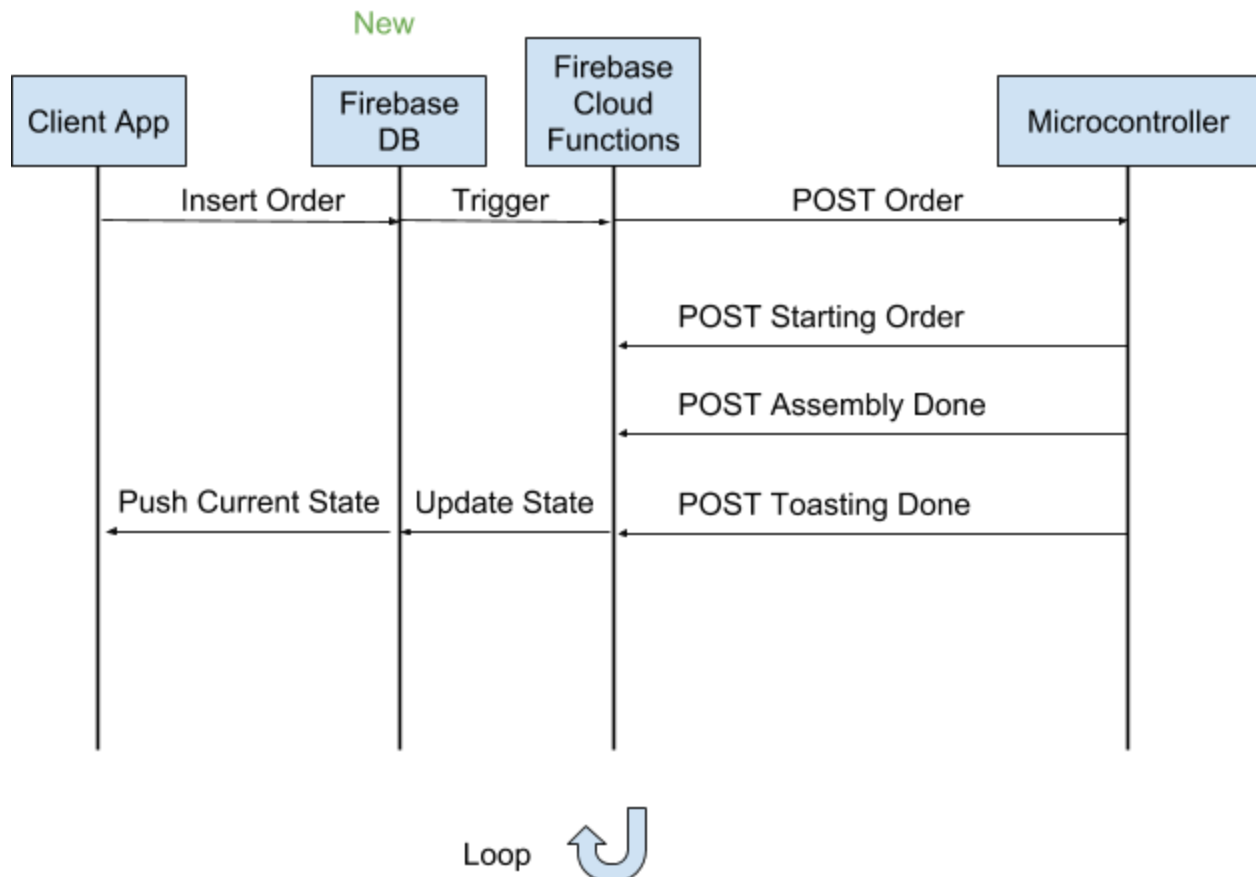 New
Client App
Firebase
DB
Firebase
Cloud
Functions
Microcontroller
Insert Order
Trigger
POST Order
POST Starting Order
POST Assembly Done
Push Current State
Update State
POST Toasting Done
Loop